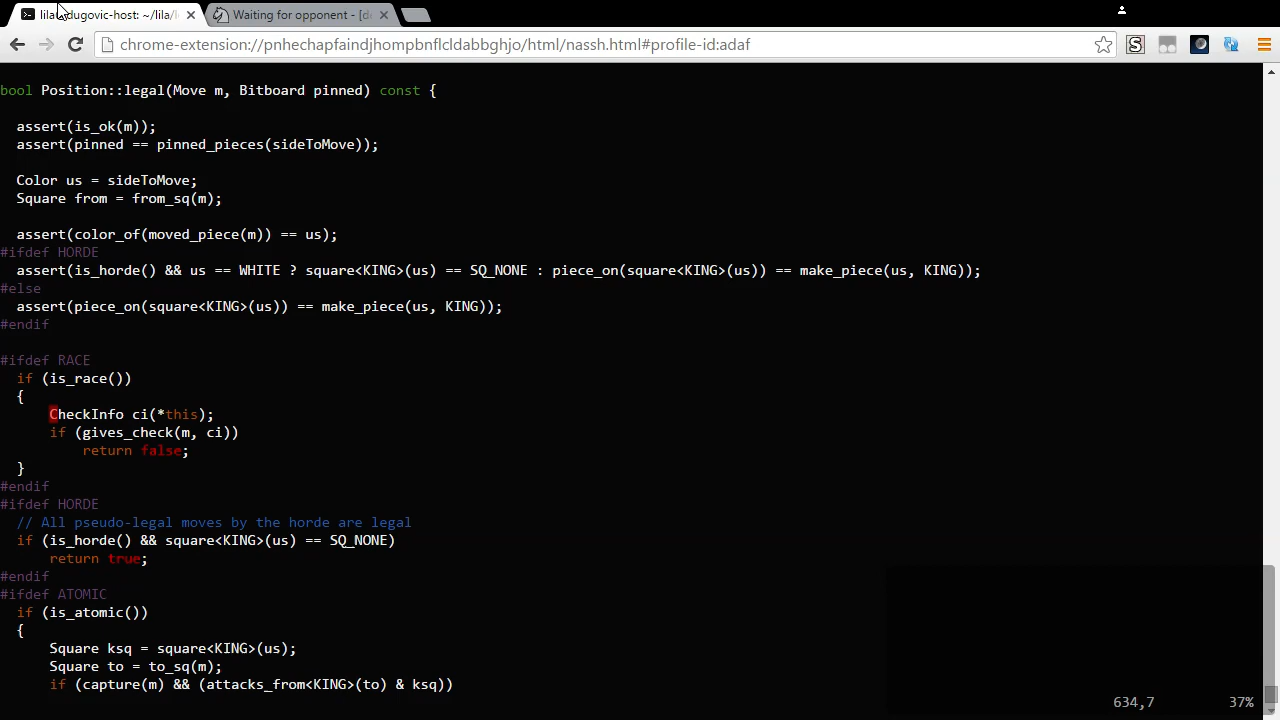 lila dugovic-host: ~/lila/l
Waiting for opponent - [d
chrome-extension://pnhechapfaindjhompbnflcldabbghjo/html/nassh.html#profile-id:adaf
bool Position::legal(Move m, Bitboard pinned) const {
assert(is_ok(m));
assert(pinned == pinned_pieces(sideToMove));
Color us = sideToMove;
Square from = from_sq(m);
assert(color_of(moved_piece(m)) == us);
#ifdef HORDE
assert(is_horde() && us == WHITE ? square<KING>(us) == SQ_NONE : piece_on(square<KING>(us)) == make_piece(us, KING));
#else
assert(piece_on(square<KING>(us)) == make_piece(us, KING));
#endif
#ifdef RACE
if (is_race())
{
CheckInfo ci(*this);
if (gives_check(m, ci))
return false;
}
#endif
#ifdef HORDE
// All pseudo-legal moves by the horde are legal
if (is_horde() && square<KING>(us) == SQ_NONE)
return true;
#endif
#ifdef ATOMIC
if (is_atomic())
{
Square ksq = square<KING>(us);
Square to = to_sq(m);
if (capture(m) && (attacks_from<KING>(to) & ksq))
634,7 37%